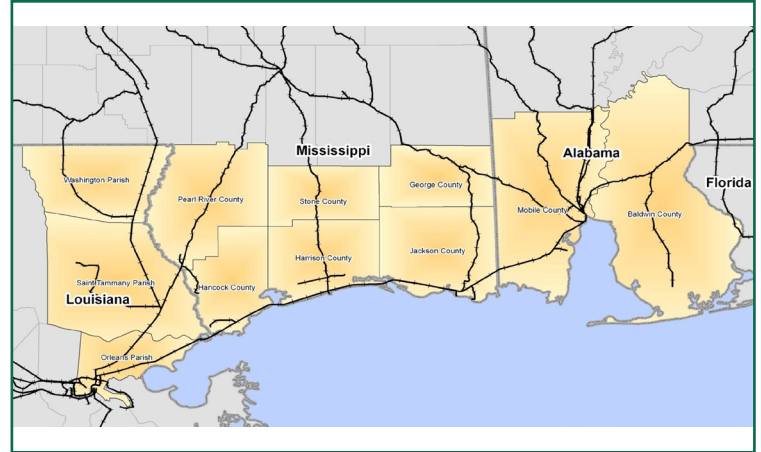 Mississippi
Alabama
Washington Parish
George County
Florida
Pearl River County
Stone County
Mobile County
Baldwin County
Jackson County
Harrison County
Saint Tammany Parish
Hancock County
Louisiana
Orleans Parish